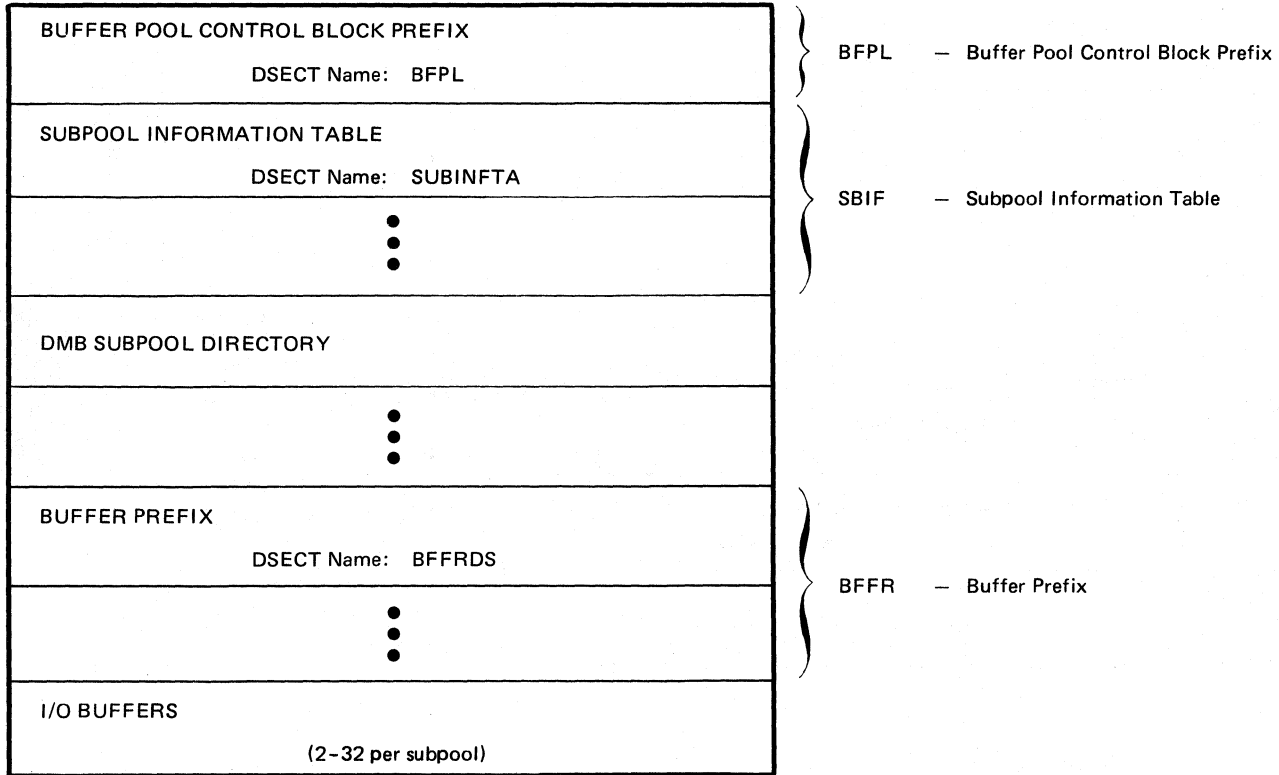 BUFFER POOL CONTROL BLOCK PREFIX
DSECT Name: BFPL
BFPL — Buffer Pool Control Block Prefix
SUBPOOL INFORMATION TABLE
DSECT Name: SUBINFTA
SBIF — Subpool Information Table
DMB SUBPOOL DIRECTORY
BUFFER PREFIX
DSECT Name: BFFRDS
BFFR — Buffer Prefix
I/O BUFFERS
(2-32 per subpool)